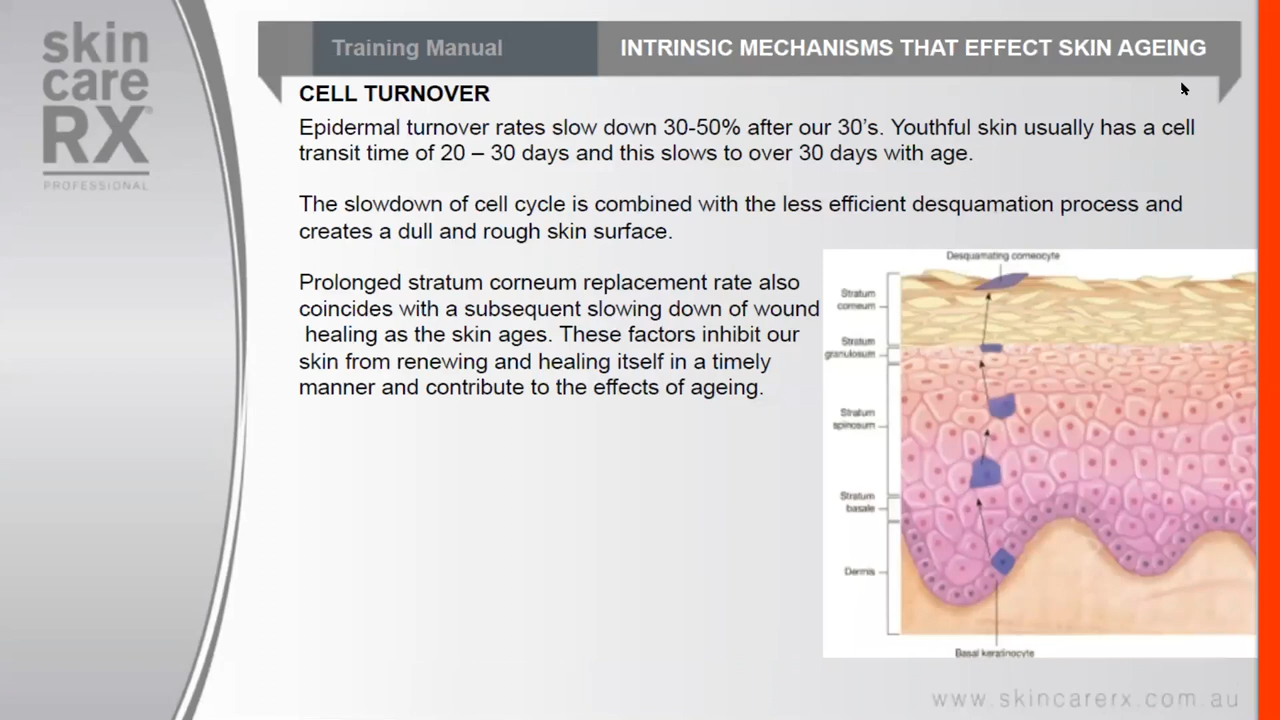 skin
care
RX
PROFESSIONAL
Training Manual
INTRINSIC MECHANISMS THAT EFFECT SKIN AGEING
CELL TURNOVER
Epidermal turnover rates slow down 30-50% after our 30’s. Youthful skin usually has a cell
transit time of 20 – 30 days and this slows to over 30 days with age.
The slowdown of cell cycle is combined with the less efficient desquamation process and
creates a dull and rough skin surface.
Prolonged stratum corneum replacement rate also
coincides with a subsequent slowing down of wound
healing as the skin ages. These factors inhibit our
skin from renewing and healing itself in a timely
manner and contribute to the effects of ageing.
Desquamating corneocyte
Stratum
corneum
Stratum
granulosum
Stratum
spinosum
Stratum
basale
Dermis
Basal keratinocyte
www.skincarerx.com.au